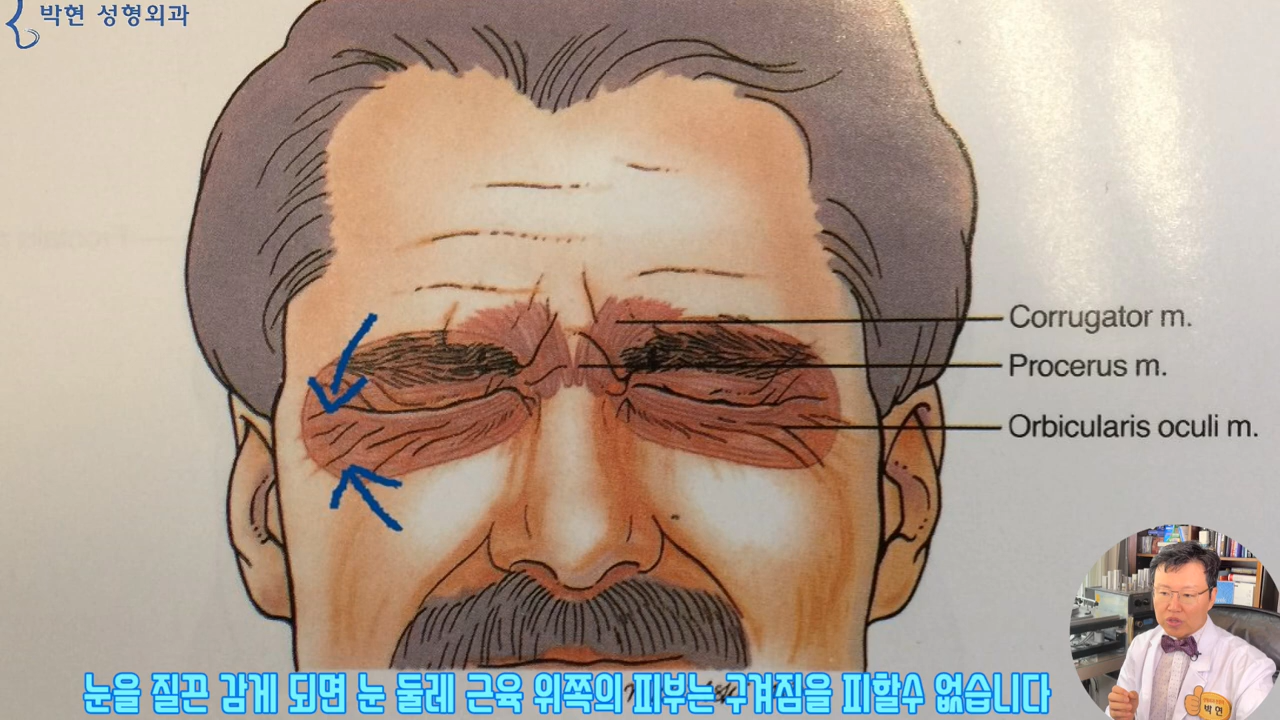 박현 성형외과
Corrugator m.
Procerus m.
Orbicularis oculi m.
박현
눈을 질끈 감게 되면 눈 둘레 근육 위쪽의 피부는 구겨짐을 피할수 없습니다